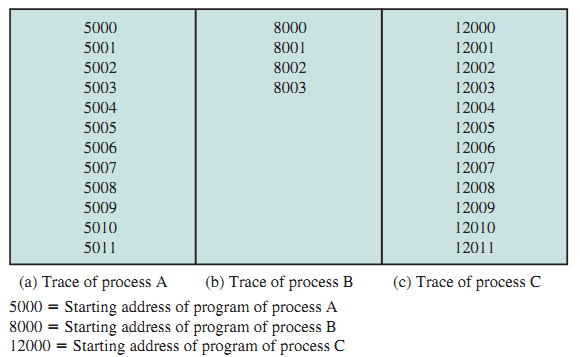 5000 8000 12000
5001 8001 12001
5002 8002 12002
5003 8003 12003
5004 12004
5005 12005
5006 12006
5007 12007
5008 12008
5009 12009
5010 12010
5011 12011
(a) Trace of process A (b) Trace of process B (c) Trace of process C
5000 = Starting address of program of process A
8000 = Starting address of program of process B
12000 = Starting address of program of process C